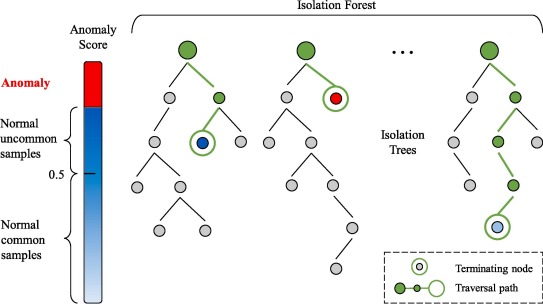 Isolation Forest
Anomaly
Score
Anomaly
Normal
uncommon
samples
0.5
Normal
common
samples
...
Isolation
Trees
Terminating node
Traversal path